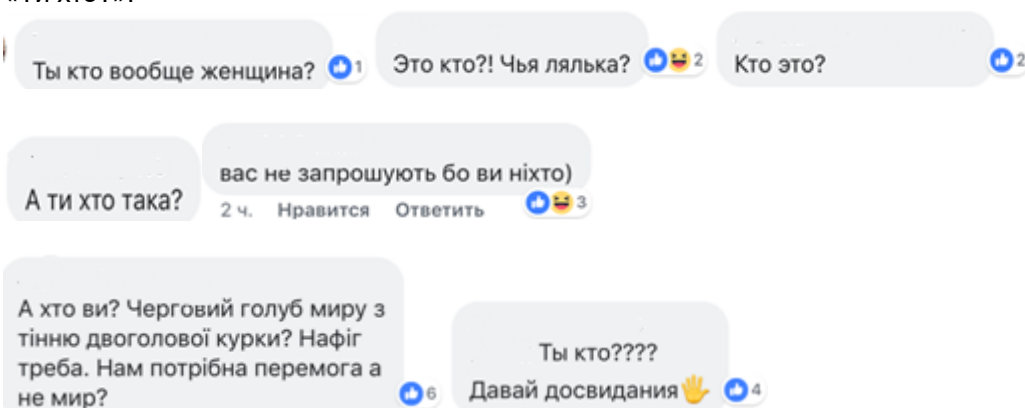 Ты кто вообще женщина? 1
Это кто?! Чья лялька? 2
Кто это? 2
А ти хто така?
вас не запрошують бо ви ніхто)
2 ч. Нравится Ответить 3
А хто ви? Черговий голуб миру з
тінню двоголової курки? Нафіг
треба. Нам потрібна перемога а
не мир? 6
Ты кто????
Давай досвидания🖐 4